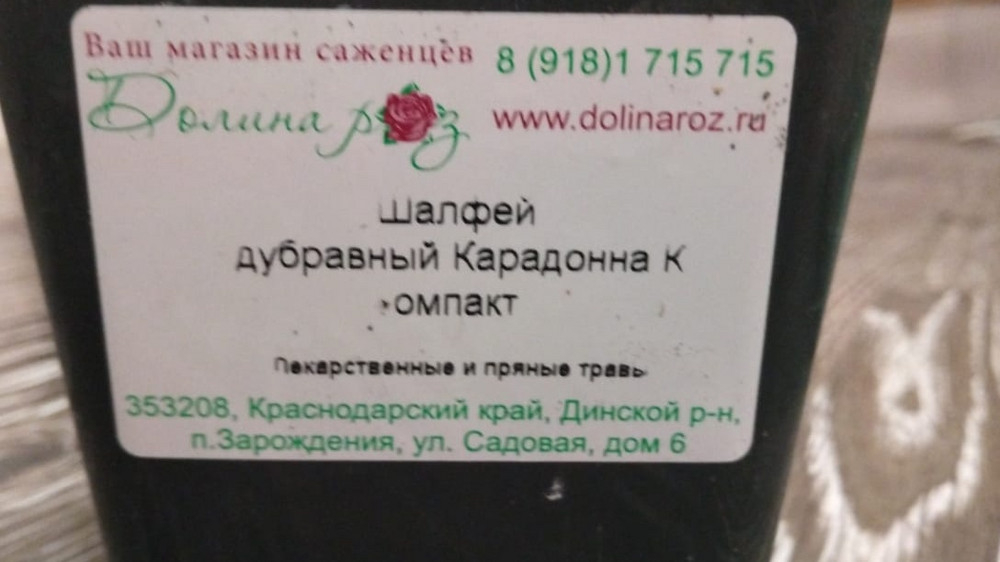 Ваш магазин саженцев
8 (918)1 715 715
Долина роз
www.dolinaroz.ru
Шалфей
дубравный Карадонна К
омпакт
Лекарственные и пряные травы
353208, Краснодарский край, Динской р-н,
п.Зарождения, ул. Садовая, дом 6